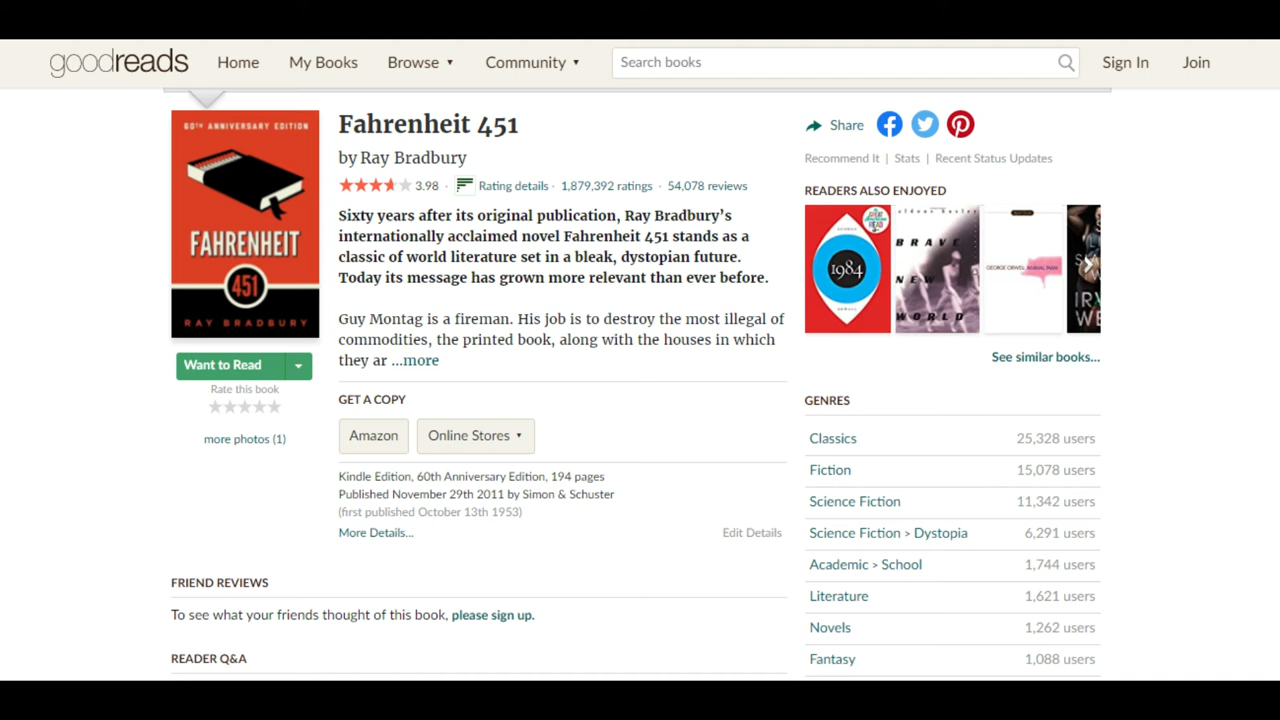 goodreads Home My Books Browse ▾ Community ▾ Search books Sign In Join
60TH ANNIVERSARY EDITION
FAHRENHEIT
451
RAY BRADBURY
Want to Read
Rate this book
more photos (1)
Fahrenheit 451
by Ray Bradbury
3.98 · Rating details · 1,879,392 ratings · 54,078 reviews
Sixty years after its original publication, Ray Bradbury’s
internationally acclaimed novel Fahrenheit 451 stands as a
classic of world literature set in a bleak, dystopian future.
Today its message has grown more relevant than ever before.
Guy Montag is a fireman. His job is to destroy the most illegal of
commodities, the printed book, along with the houses in which
they ar ...more
GET A COPY
Amazon Online Stores ▾
Kindle Edition, 60th Anniversary Edition, 194 pages
Published November 29th 2011 by Simon & Schuster
(first published October 13th 1953)
More Details... Edit Details
FRIEND REVIEWS
To see what your friends thought of this book, please sign up.
READER Q&A
Share
Recommend It | Stats | Recent Status Updates
READERS ALSO ENJOYED
GEORGE
1984
ORWELL
BRAVE
NEW
WORLD
GEORGE ORWELL ANIMAL FARM
See similar books...
GENRES
Classics 25,328 users
Fiction 15,078 users
Science Fiction 11,342 users
Science Fiction > Dystopia 6,291 users
Academic > School 1,744 users
Literature 1,621 users
Novels 1,262 users
Fantasy 1,088 users